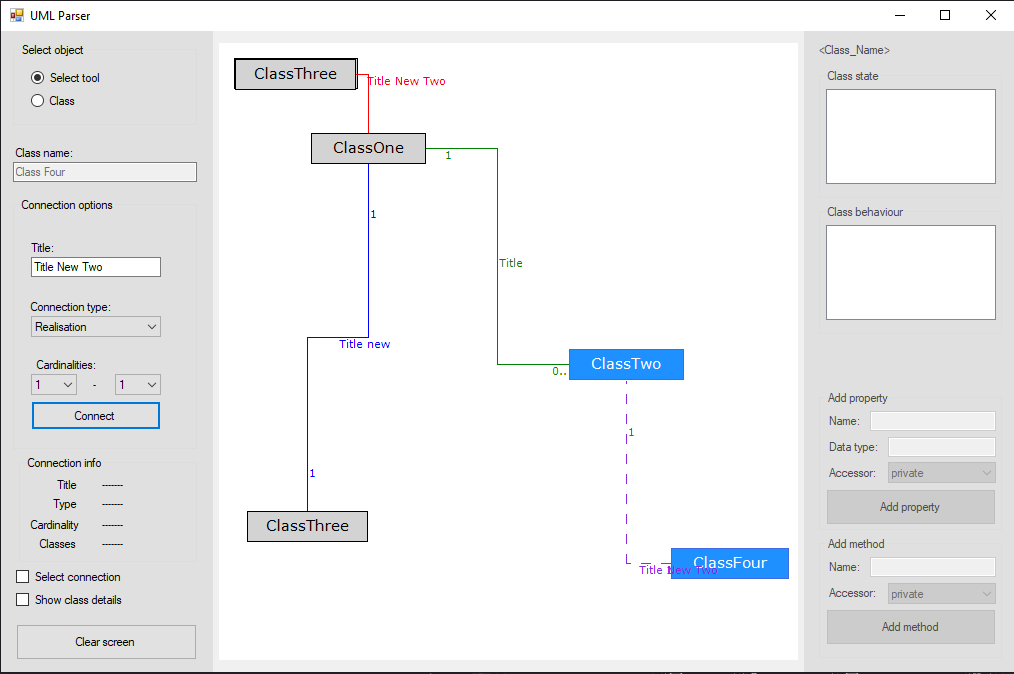 UML Parser
Select object
Select tool
Class
Class name:
Class Four
Connection options
Title:
Title New Two
Connection type:
Realisation
Cardinalities:
1 - 1
Connect
Connection info
Title -------
Type -------
Cardinality -------
Classes -------
Select connection
Show class details
Clear screen
ClassThree
Title New Two
ClassOne
1
1
Title
Title new
0..
ClassTwo
1
1
ClassThree
ClassFour
Title New Two
1
<Class_Name>
Class state
Class behaviour
Add property
Name:
Data type:
Accessor: private
Add property
Add method
Name:
Accessor: private
Add method